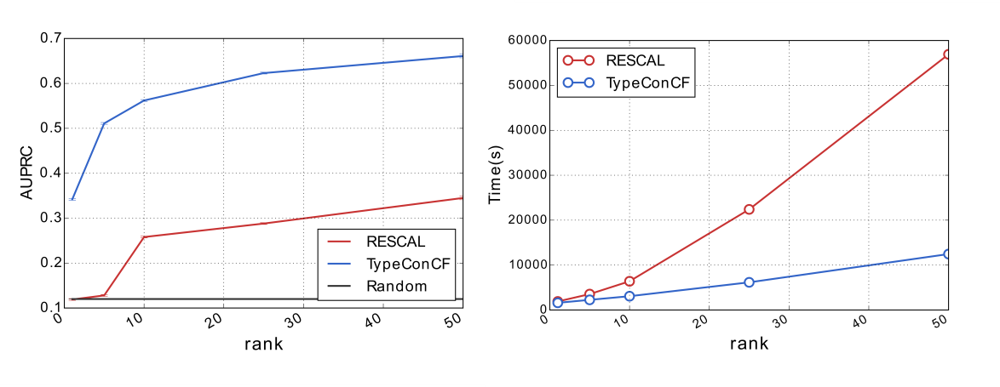 0.7
0.6
0.5
0.4
0.3
0.2
0.1
AUPRC
RESCAL
TypeConCF
Random
0 10 20 30 40 50
rank
60000
50000
40000
30000
20000
10000
0
Time(s)
RESCAL
TypeConCF
0 10 20 30 40 50
rank